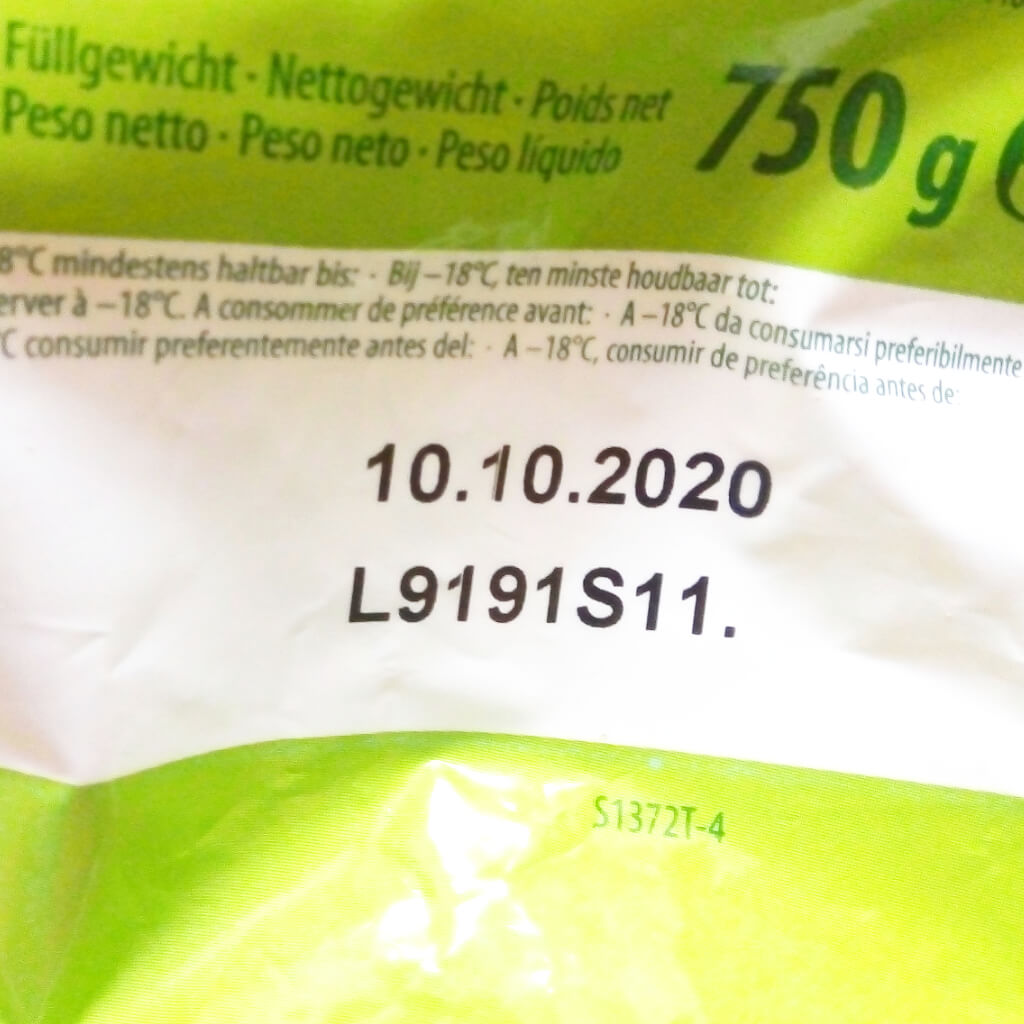 Füllgewicht · Nettogewicht · Poids net
Peso netto · Peso neto · Peso líquido
750 g
8°C mindestens haltbar bis: · Bij –18°C, ten minste houdbaar tot:
erver à –18°C. A consommer de préférence avant: · A –18°C da consumarsi preferibilmente
°C consumir preferentemente antes del: · A –18°C, consumir de preferência antes de:
10.10.2020
L9191S11.
S1372T-4